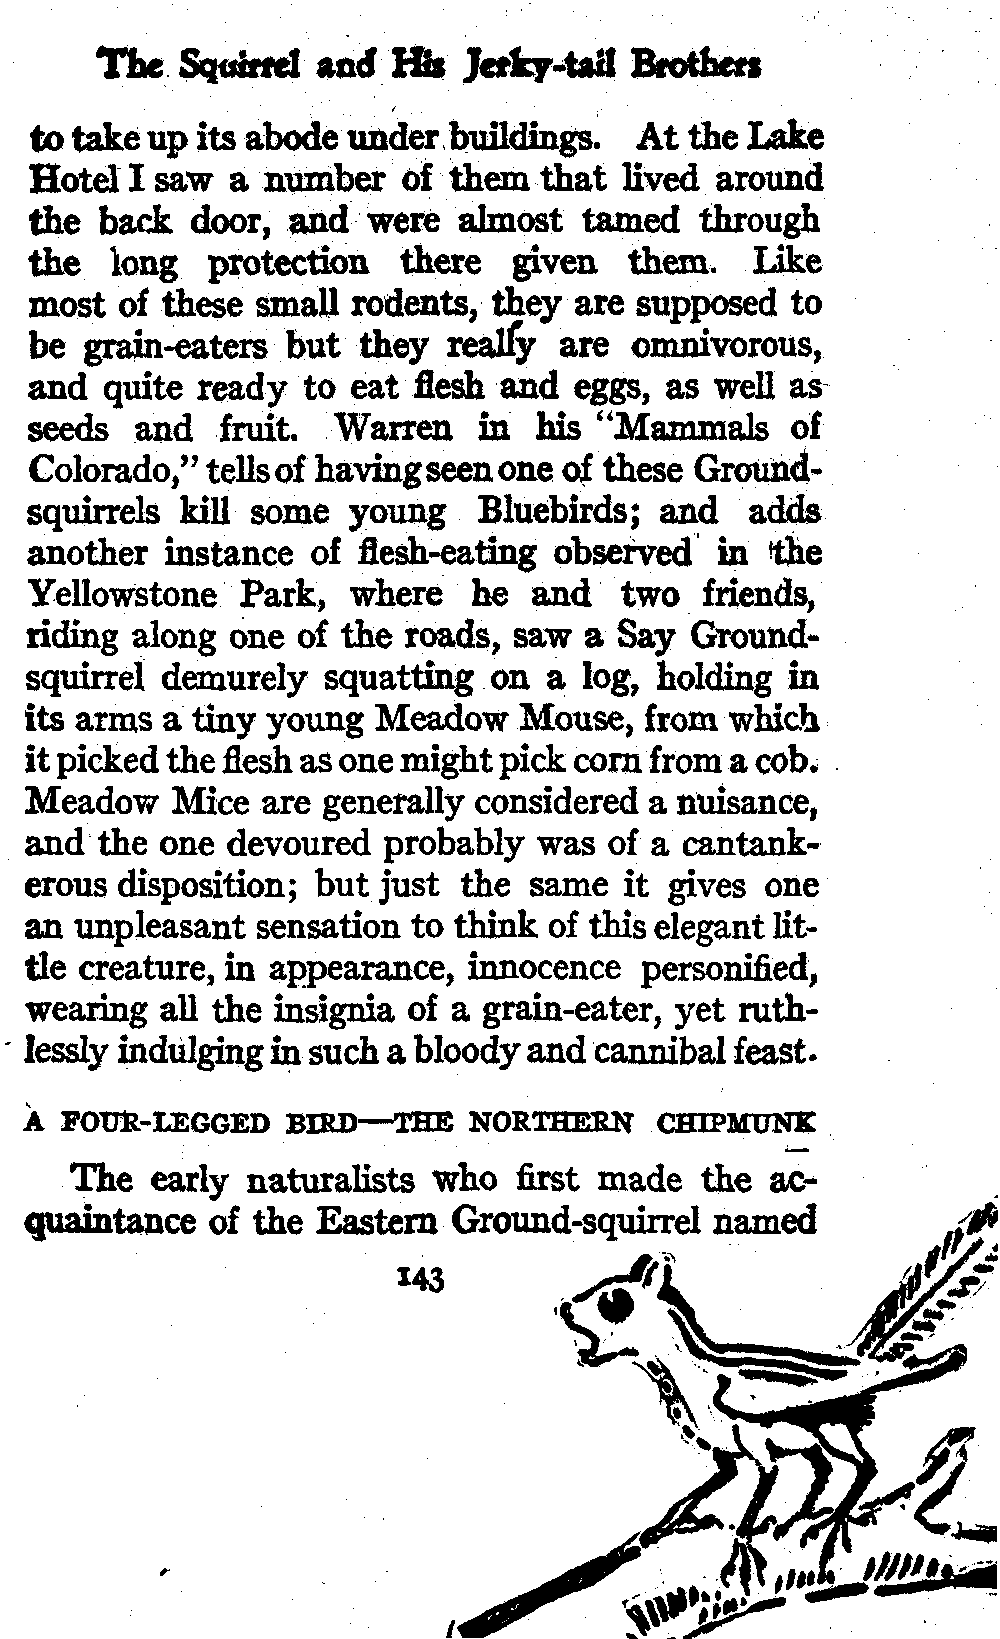 The Squirrel and His Jerky-tail Brothers
to take up its abode under buildings. At the Lake
Hotel I saw a number of them that lived around
the back door, and were almost tamed through
the long protection there given them. Like
most of these small rodents, they are supposed to
be grain-eaters but they really are omnivorous,
and quite ready to eat flesh and eggs, as well as
seeds and fruit. Warren in his "Mammals of
Colorado," tells of having seen one of these Ground-
squirrels kill some young Bluebirds; and adds
another instance of flesh-eating observed in the
Yellowstone Park, where he and two friends,
riding along one of the roads, saw a Say Ground-
squirrel demurely squatting on a log, holding in
its arms a tiny young Meadow Mouse, from which
it picked the flesh as one might pick corn from a cob.
Meadow Mice are generally considered a nuisance,
and the one devoured probably was of a cantank-
erous disposition; but just the same it gives one
an unpleasant sensation to think of this elegant lit-
tle creature, in appearance, innocence personified,
wearing all the insignia of a grain-eater, yet ruth-
lessly indulging in such a bloody and cannibal feast.
A FOUR-LEGGED BIRD—THE NORTHERN CHIPMUNK
The early naturalists who first made the ac-
quaintance of the Eastern Ground-squirrel named
143